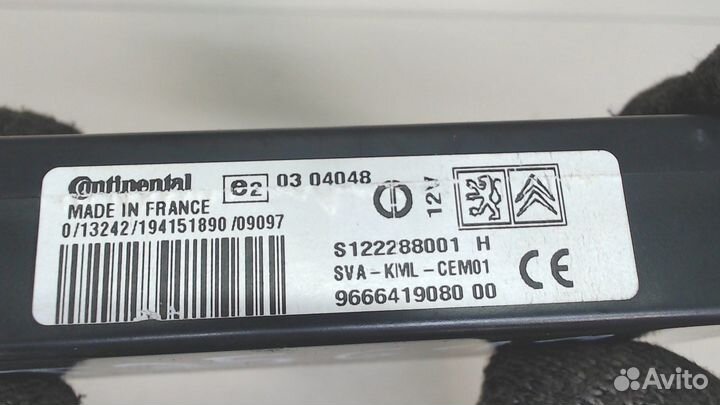 Continental
e2 03 04048
12V
MADE IN FRANCE
0/13242/194151890/09097
S122288001 H
SVA-KML-CEM01
9666419080 00
CE
Avito